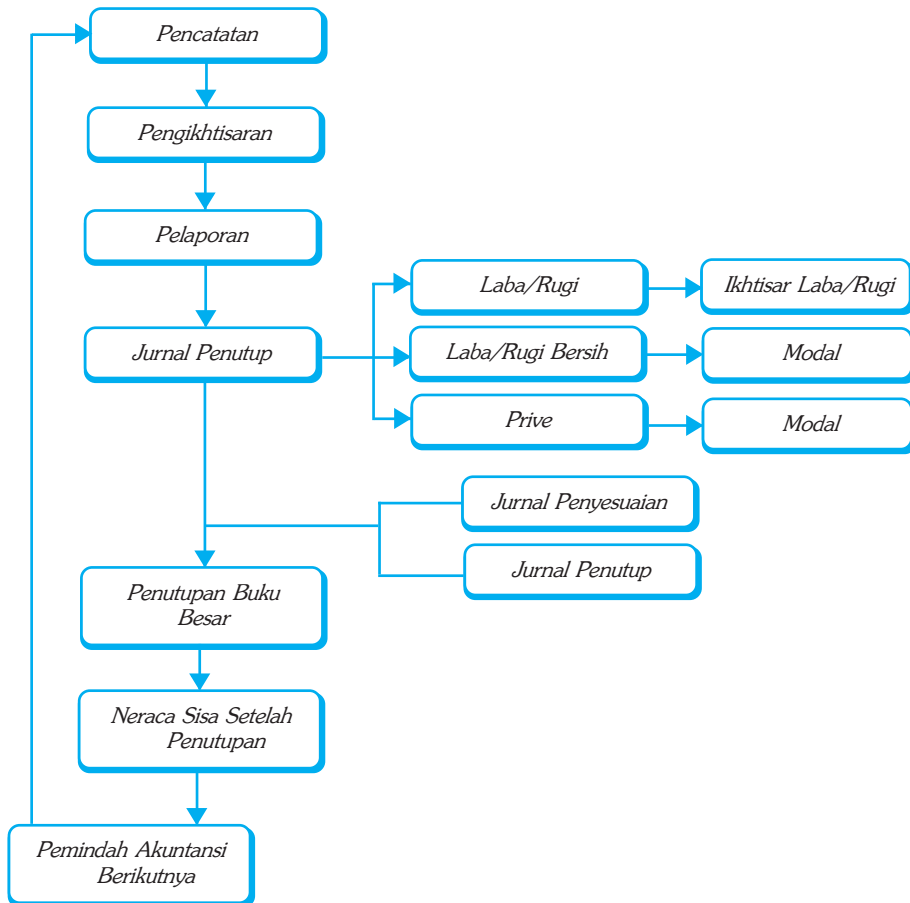 Pencatatan
Pengikhtisaran
Pelaporan
Laba/Rugi
Ikhtisar Laba/Rugi
Jurnal Penutup
Laba/Rugi Bersih
Modal
Prive
Modal
Jurnal Penyesuaian
Jurnal Penutup
Penutupan Buku
Besar
Neraca Sisa Setelah
Penutupan
Pemindah Akuntansi
Berikutnya